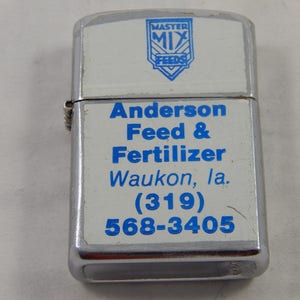 MASTER
MIX
FEEDS
Anderson
Feed &
Fertilizer
Waukon, Ia.
(319)
568-3405